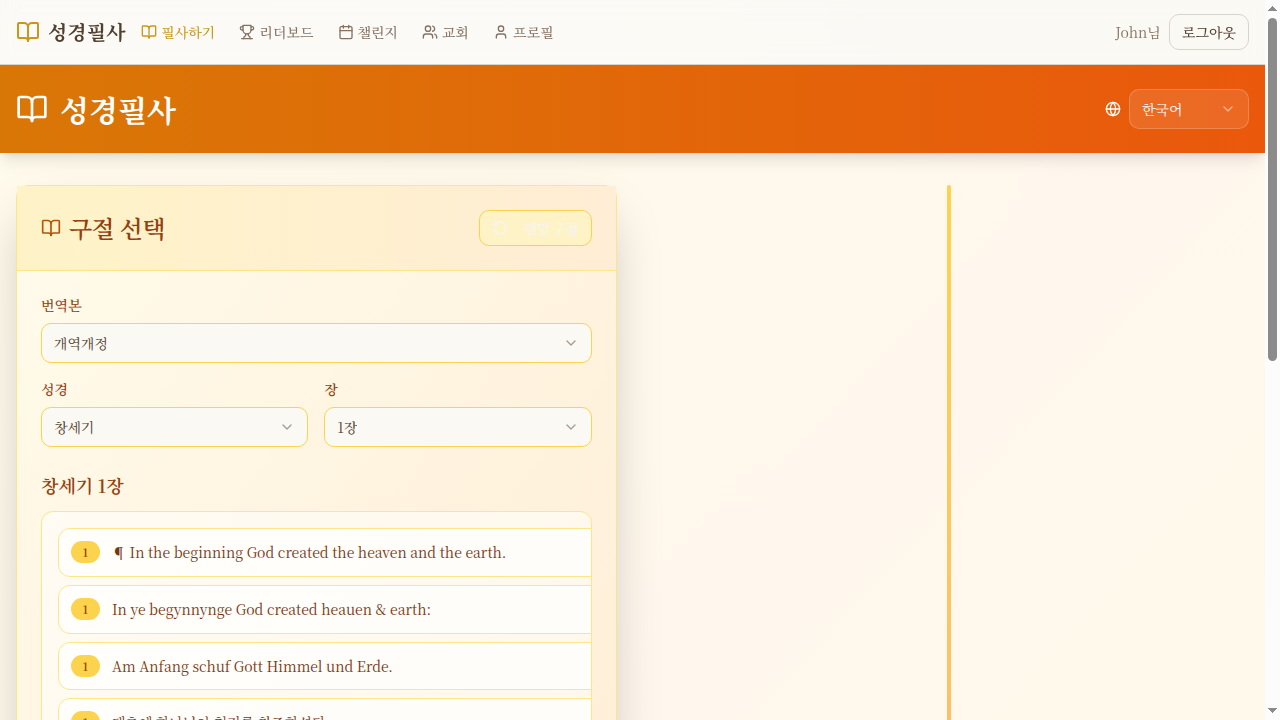 성경필사 필사하기 리더보드 챌린지 교회 프로필 John님 로그아웃
성경필사 한국어
구절 선택
번역본
개역개정
성경 장
창세기 1장
창세기 1장
1 ¶ In the beginning God created the heaven and the earth.
1 In ye begynnynge God created heauen & earth:
1 Am Anfang schuf Gott Himmel und Erde.